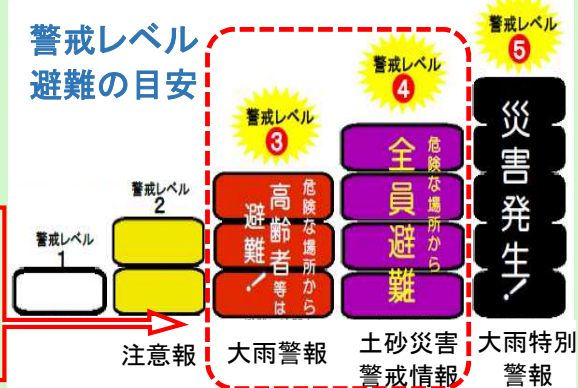 警戒レベル
避難の目安
警戒レベル
1
警戒レベル
2
警戒レベル
3
警戒レベル
4
警戒レベル
5
危険な場所から
高齢者等は
避難！
危険な場所から
全員避難
災害発生！
注意報
大雨警報
土砂災害
警戒情報
大雨特別
警報